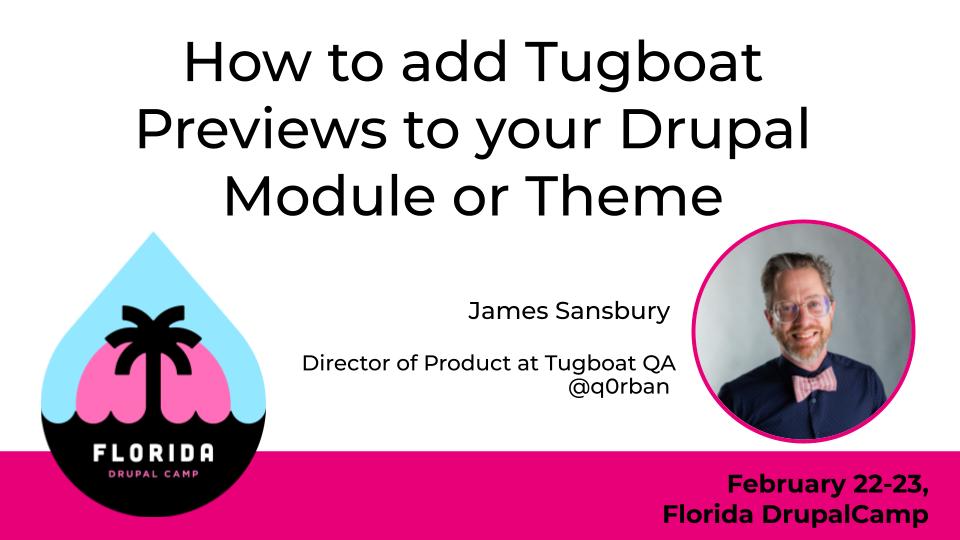 How to add Tugboat
Previews to your Drupal
Module or Theme
James Sansbury
Director of Product at Tugboat QA
@q0rban
FLORIDA
DRUPAL CAMP
February 22-23,
Florida DrupalCamp